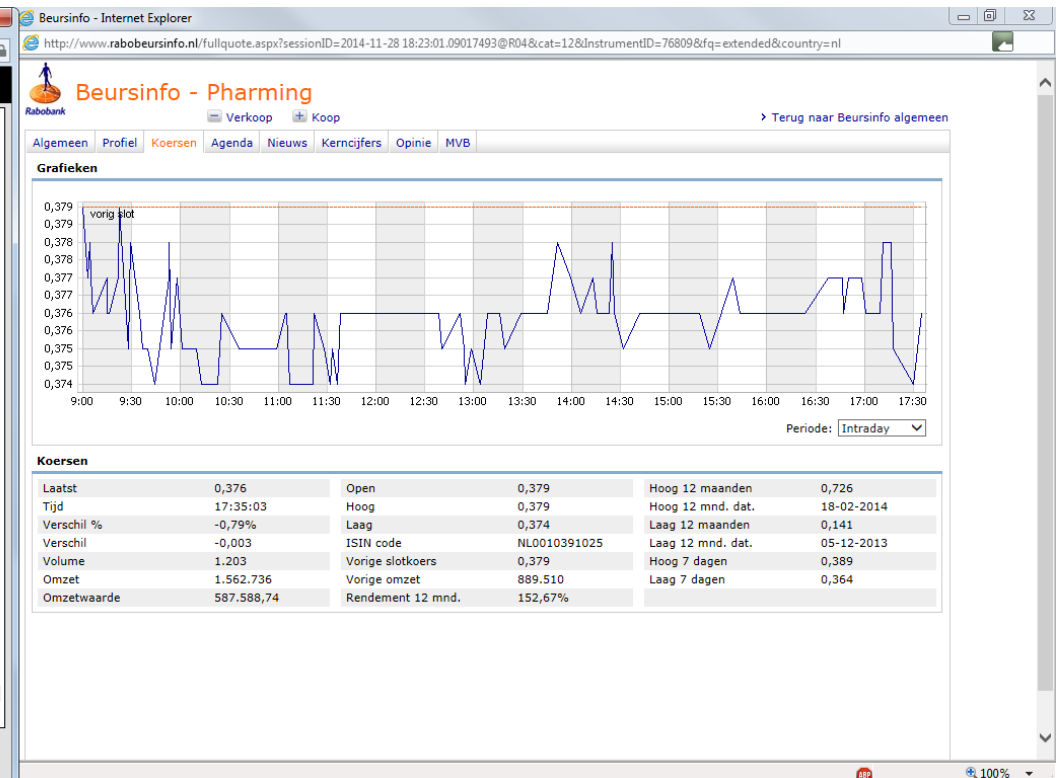 Beursinfo - Internet Explorer
http://www.rabobeursinfo.nl/fullquote.aspx?sessionID=2014-11-28 18:23:01.09017493@R04&cat=12&InstrumentID=76809&fq=extended&country=nl
Rabobank
Beursinfo - Pharming
Verkoop Koop
> Terug naar Beursinfo algemeen
Algemeen Profiel Koersen Agenda Nieuws Kerncijfers Opinie MVB
Grafieken
0,379
vorig slot
0,379
0,378
0,378
0,377
0,377
0,376
0,376
0,375
0,375
0,374
9:00 9:30 10:00 10:30 11:00 11:30 12:00 12:30 13:00 13:30 14:00 14:30 15:00 15:30 16:00 16:30 17:00 17:30
Periode: Intraday
Koersen
Laatst 0,376 Open 0,379 Hoog 12 maanden 0,726
Tijd 17:35:03 Hoog 0,379 Hoog 12 mnd. dat. 18-02-2014
Verschil % -0,79% Laag 0,374 Laag 12 maanden 0,141
Verschil -0,003 ISIN code NL0010391025 Laag 12 mnd. dat. 05-12-2013
Volume 1.203 Vorige slotkoers 0,379 Hoog 7 dagen 0,389
Omzet 1.562.736 Vorige omzet 889.510 Laag 7 dagen 0,364
Omzetwaarde 587.588,74 Rendement 12 mnd. 152,67%
ABP
100%